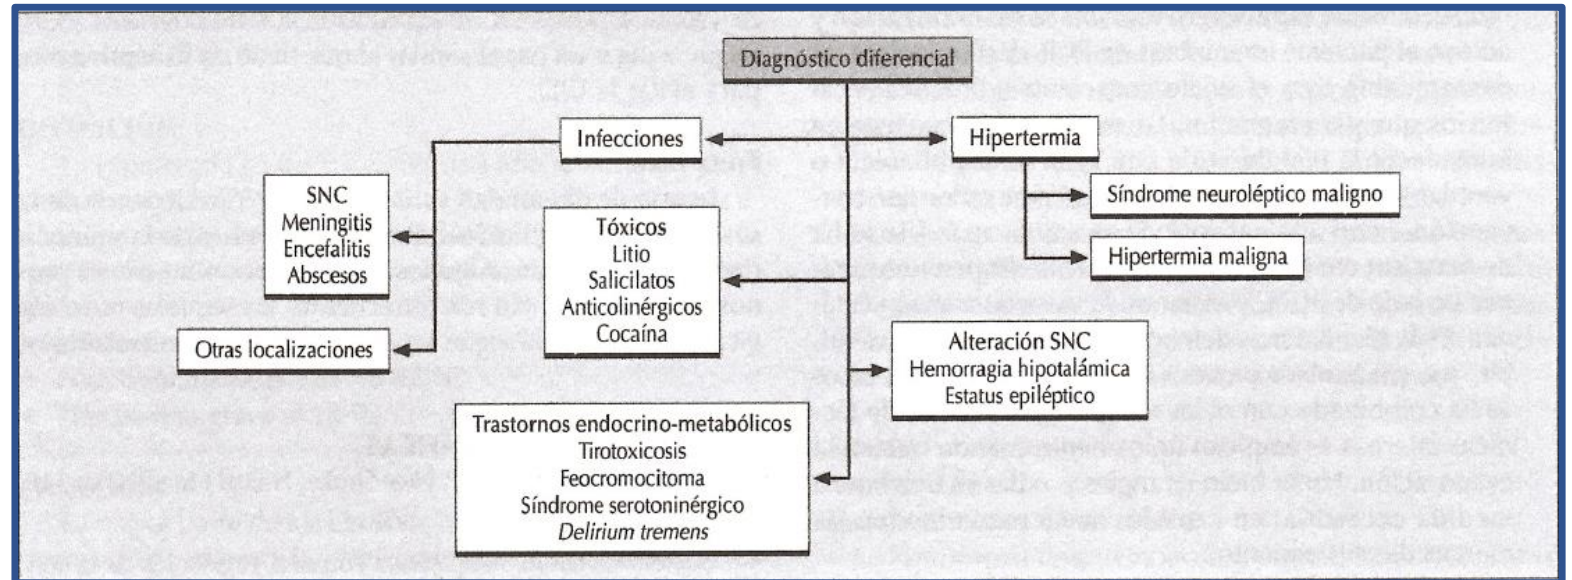 Diagnóstico diferencial
Infecciones
Hipertermia
SNC
Meningitis
Encefalitis
Abscesos
Tóxicos
Litio
Salicilatos
Anticolinérgicos
Cocaína
Síndrome neuroléptico maligno
Hipertermia maligna
Otras localizaciones
Alteración SNC
Hemorragia hipotalámica
Estatus epiléptico
Trastornos endocrino-metabólicos
Tirotoxicosis
Feocromocitoma
Síndrome serotoninérgico
Delirium tremens